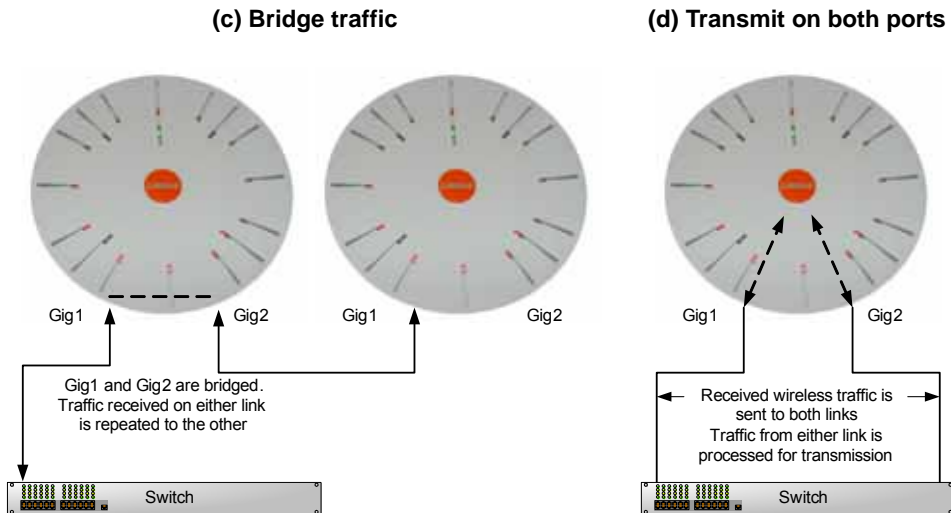 (c) Bridge traffic
(d) Transmit on both ports
Gig1
Gig2
Gig1
Gig2
Gig1 and Gig2 are bridged.
Traffic received on either link
is repeated to the other
Switch
Gig1
Gig2
Received wireless traffic is
sent to both links
Traffic from either link is
processed for transmission
Switch